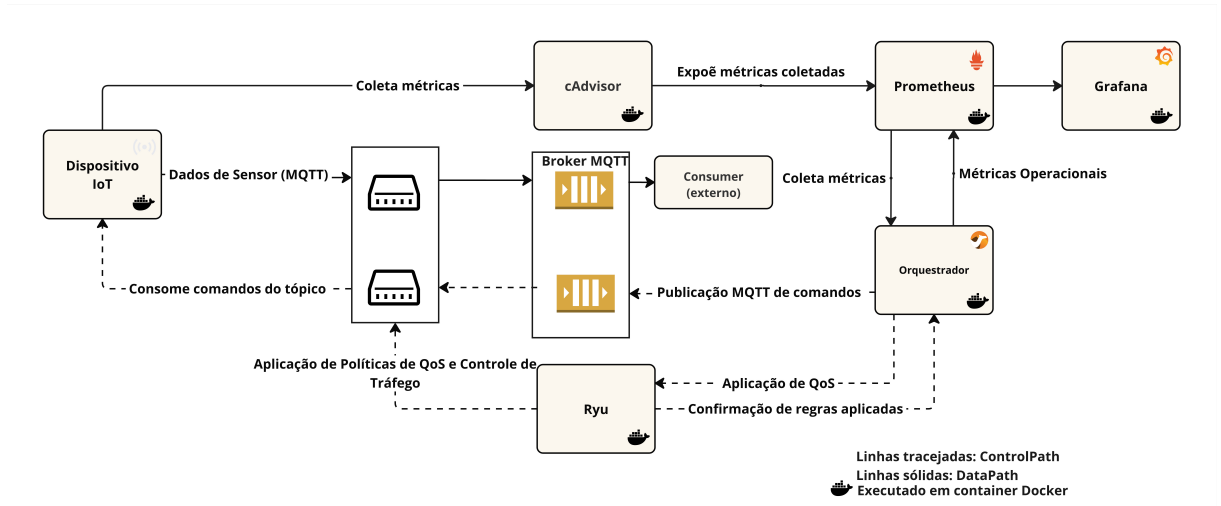 Coleta métricas
cAdvisor
Expoẽ métricas coletadas
Prometheus
Grafana
Dispositivo
IoT
Dados de Sensor (MQTT)
Broker MQTT
Consumer
(externo)
Coleta métricas
Métricas Operacionais
Orquestrador
Consome comandos do tópico
Publicação MQTT de comandos
Aplicação de Políticas de QoS e Controle de
Tráfego
Ryu
Aplicação de QoS
Confirmação de regras aplicadas
Linhas tracejadas: ControlPath
Linhas sólidas: DataPath
Executado em container Docker